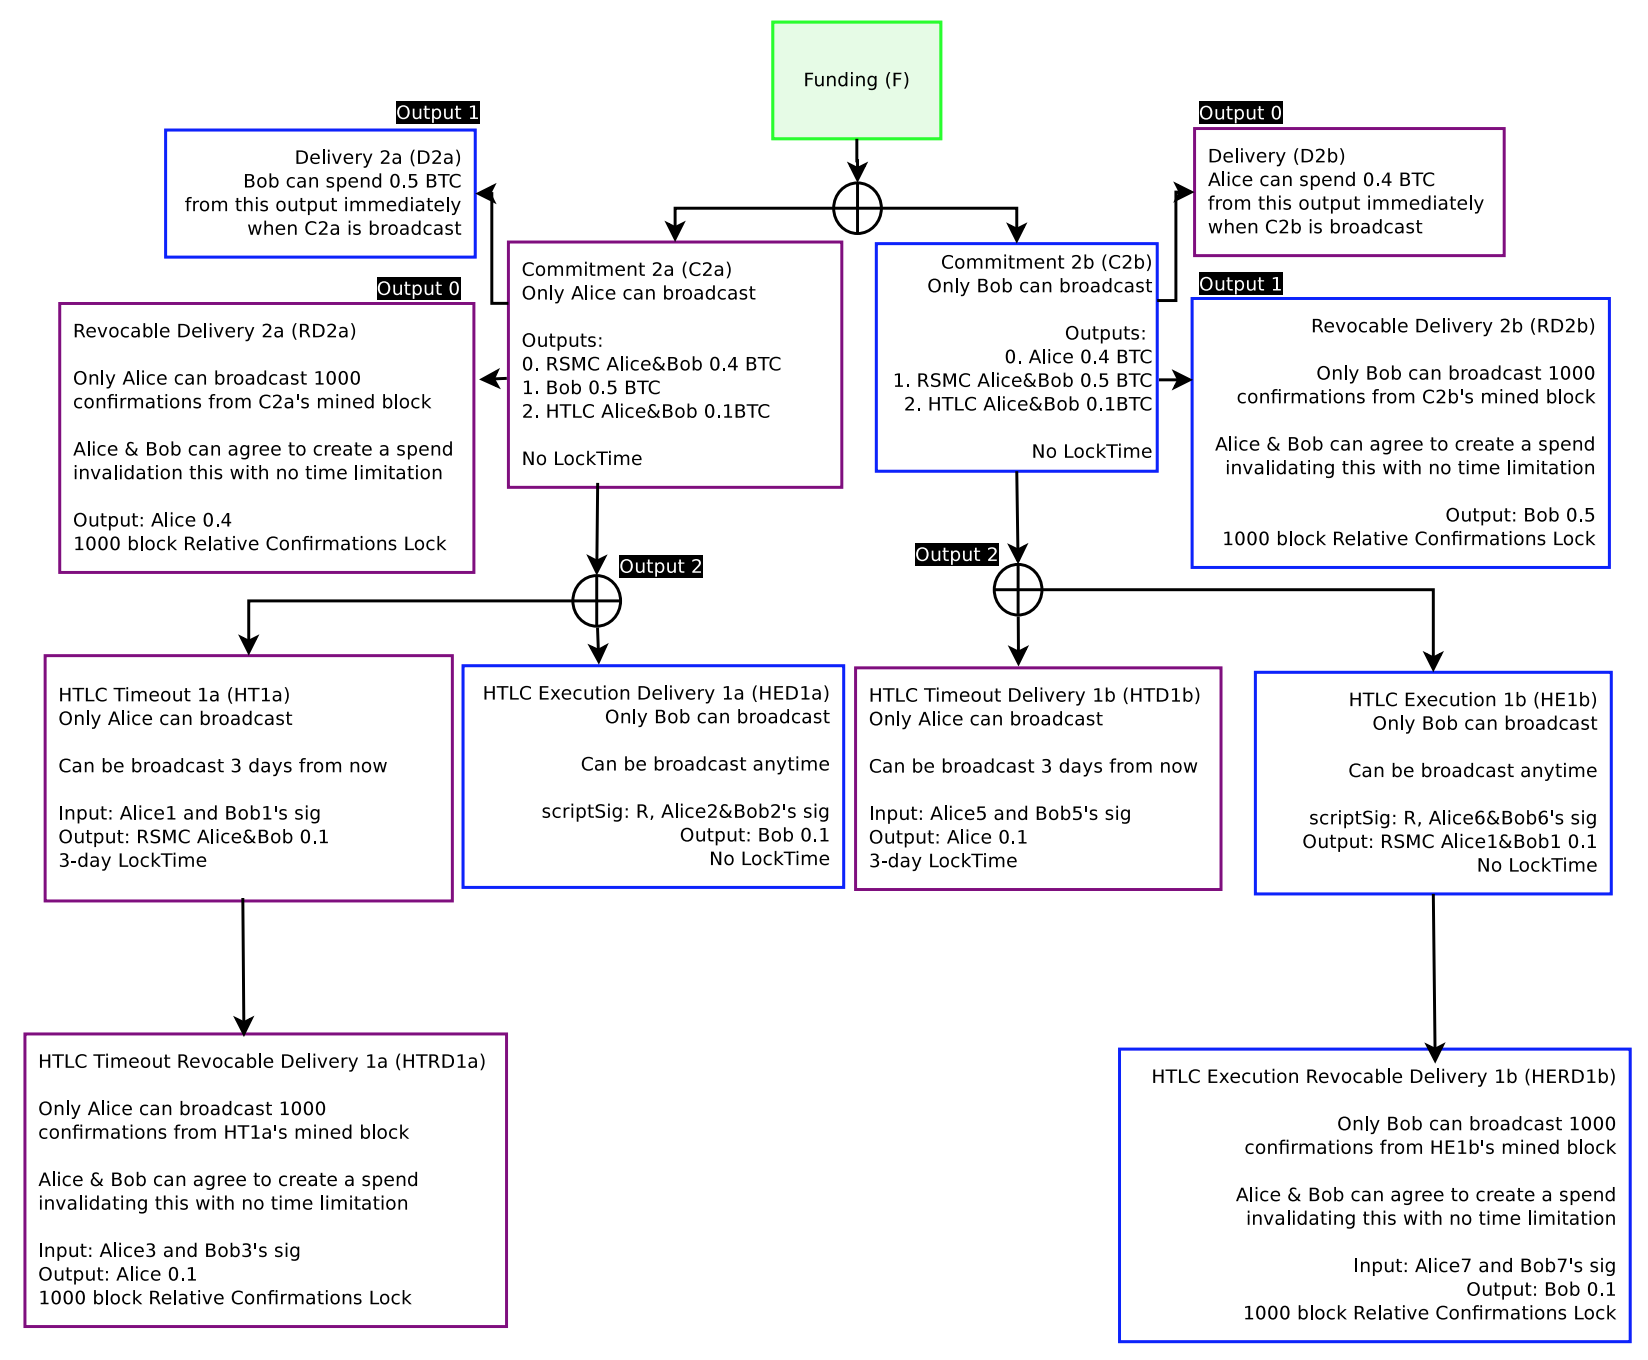 Funding (F)
Output 1
Delivery 2a (D2a)
Bob can spend 0.5 BTC
from this output immediately
when C2a is broadcast
Output 0
Delivery (D2b)
Alice can spend 0.4 BTC
from this output immediately
when C2b is broadcast
Output 0
Revocable Delivery 2a (RD2a)
Only Alice can broadcast 1000
confirmations from C2a's mined block
Alice & Bob can agree to create a spend
invalidation this with no time limitation
Output: Alice 0.4
1000 block Relative Confirmations Lock
Commitment 2a (C2a)
Only Alice can broadcast
Outputs:
0. RSMC Alice&Bob 0.4 BTC
1. Bob 0.5 BTC
2. HTLC Alice&Bob 0.1BTC
No LockTime
Commitment 2b (C2b)
Only Bob can broadcast
Outputs:
0. Alice 0.4 BTC
1. RSMC Alice&Bob 0.5 BTC
2. HTLC Alice&Bob 0.1BTC
No LockTime
Output 1
Revocable Delivery 2b (RD2b)
Only Bob can broadcast 1000
confirmations from C2b's mined block
Alice & Bob can agree to create a spend
invalidating this with no time limitation
Output: Bob 0.5
1000 block Relative Confirmations Lock
Output 2
Output 2
HTLC Timeout 1a (HT1a)
Only Alice can broadcast
Can be broadcast 3 days from now
Input: Alice1 and Bob1's sig
Output: RSMC Alice&Bob 0.1
3-day LockTime
HTLC Execution Delivery 1a (HED1a)
Only Bob can broadcast
Can be broadcast anytime
scriptSig: R, Alice2&Bob2's sig
Output: Bob 0.1
No LockTime
HTLC Timeout Delivery 1b (HTD1b)
Only Alice can broadcast
Can be broadcast 3 days from now
Input: Alice5 and Bob5's sig
Output: Alice 0.1
3-day LockTime
HTLC Execution 1b (HE1b)
Only Bob can broadcast
Can be broadcast anytime
scriptSig: R, Alice6&Bob6's sig
Output: RSMC Alice1&Bob1 0.1
No LockTime
HTLC Timeout Revocable Delivery 1a (HTRD1a)
Only Alice can broadcast 1000
confirmations from HT1a's mined block
Alice & Bob can agree to create a spend
invalidating this with no time limitation
Input: Alice3 and Bob3's sig
Output: Alice 0.1
1000 block Relative Confirmations Lock
HTLC Execution Revocable Delivery 1b (HERD1b)
Only Bob can broadcast 1000
confirmations from HE1b's mined block
Alice & Bob can agree to create a spend
invalidating this with no time limitation
Input: Alice7 and Bob7's sig
Output: Bob 0.1
1000 block Relative Confirmations Lock